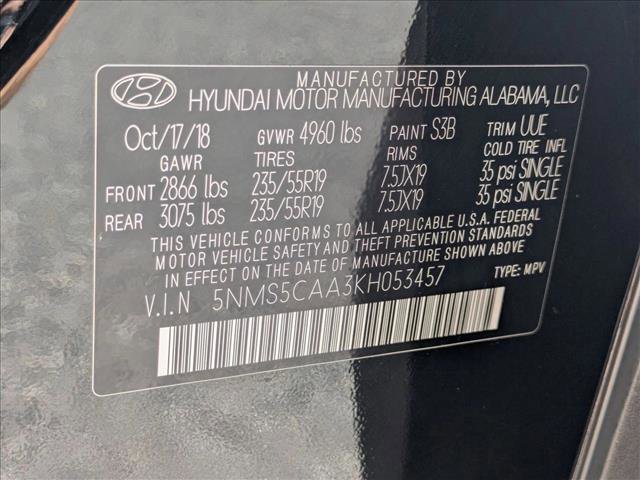 MANUFACTURED BY
HYUNDAI MOTOR MANUFACTURING ALABAMA, LLC
Oct/17/18 GVWR 4960 lbs PAINT S3B TRIM UUE
GAWR TIRES RIMS COLD TIRE INFL
FRONT 2866 lbs 235/55R19 7.5JX19 35 psi SINGLE
REAR 3075 lbs 235/55R19 7.5JX19 35 psi SINGLE
THIS VEHICLE CONFORMS TO ALL APPLICABLE U.S.A. FEDERAL
MOTOR VEHICLE SAFETY AND THEFT PREVENTION STANDARDS
IN EFFECT ON THE DATE OF MANUFACTURE SHOWN ABOVE.
V.I.N 5NMS5CAA3KH053457 TYPE: MPV